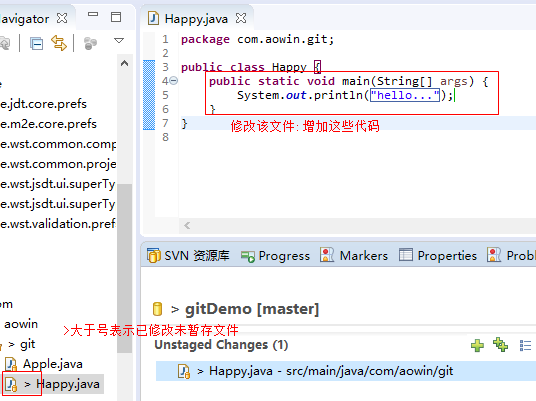 Navigator
Happy.java
1 package com.aowin.git;
2
3 public class Happy {
4 public static void main(String[] args) {
5 System.out.println("hello...");
6 }
7 }
8
修改该文件: 增加这些代码
e
e.jdt.core.prefs
e.m2e.core.prefs
e.wst.common.comp
e.wst.common.projec
e.wst.jsdt.ui.superTy
e.wst.jsdt.ui.superTy
e.wst.validation.pref
om
aowin
> git
Apple.java
> Happy.java
>大于号表示已修改未暂存文件
SVN 资源库
Progress
Markers
Properties
Prob
> gitDemo [master]
Unstaged Changes (1)
> Happy.java - src/main/java/com/aowin/git